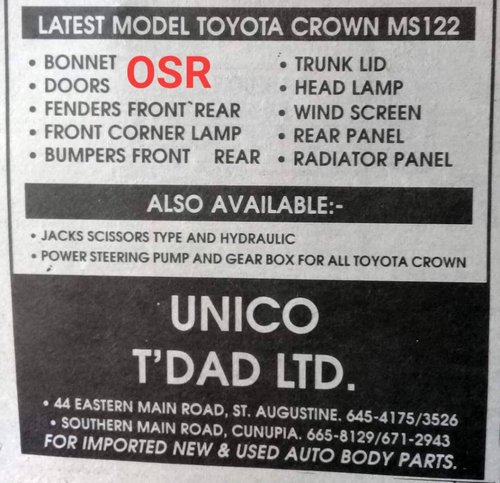 LATEST MODEL TOYOTA CROWN MS122
• BONNET
• DOORS
• FENDERS FRONT`REAR
• FRONT CORNER LAMP
• BUMPERS FRONT REAR
OSR
• TRUNK LID
• HEAD LAMP
• WIND SCREEN
• REAR PANEL
• RADIATOR PANEL
ALSO AVAILABLE:-
• JACKS SCISSORS TYPE AND HYDRAULIC
• POWER STEERING PUMP AND GEAR BOX FOR ALL TOYOTA CROWN
UNICO
T'DAD LTD.
• 44 EASTERN MAIN ROAD, ST. AUGUSTINE. 645-4175/3526
• SOUTHERN MAIN ROAD, CUNUPIA. 665-8129/671-2943
FOR IMPORTED NEW & USED AUTO BODY PARTS.